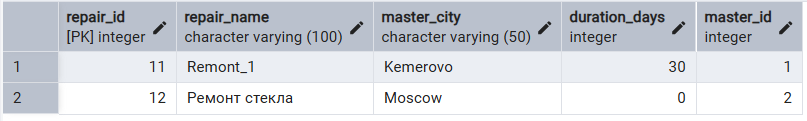 repair_id repair_name master_city duration_days master_id
[PK] integer character varying (100) character varying (50) integer integer
1 11 Remont_1 Kemerovo 30 1
2 12 Ремонт стекла Moscow 0 2